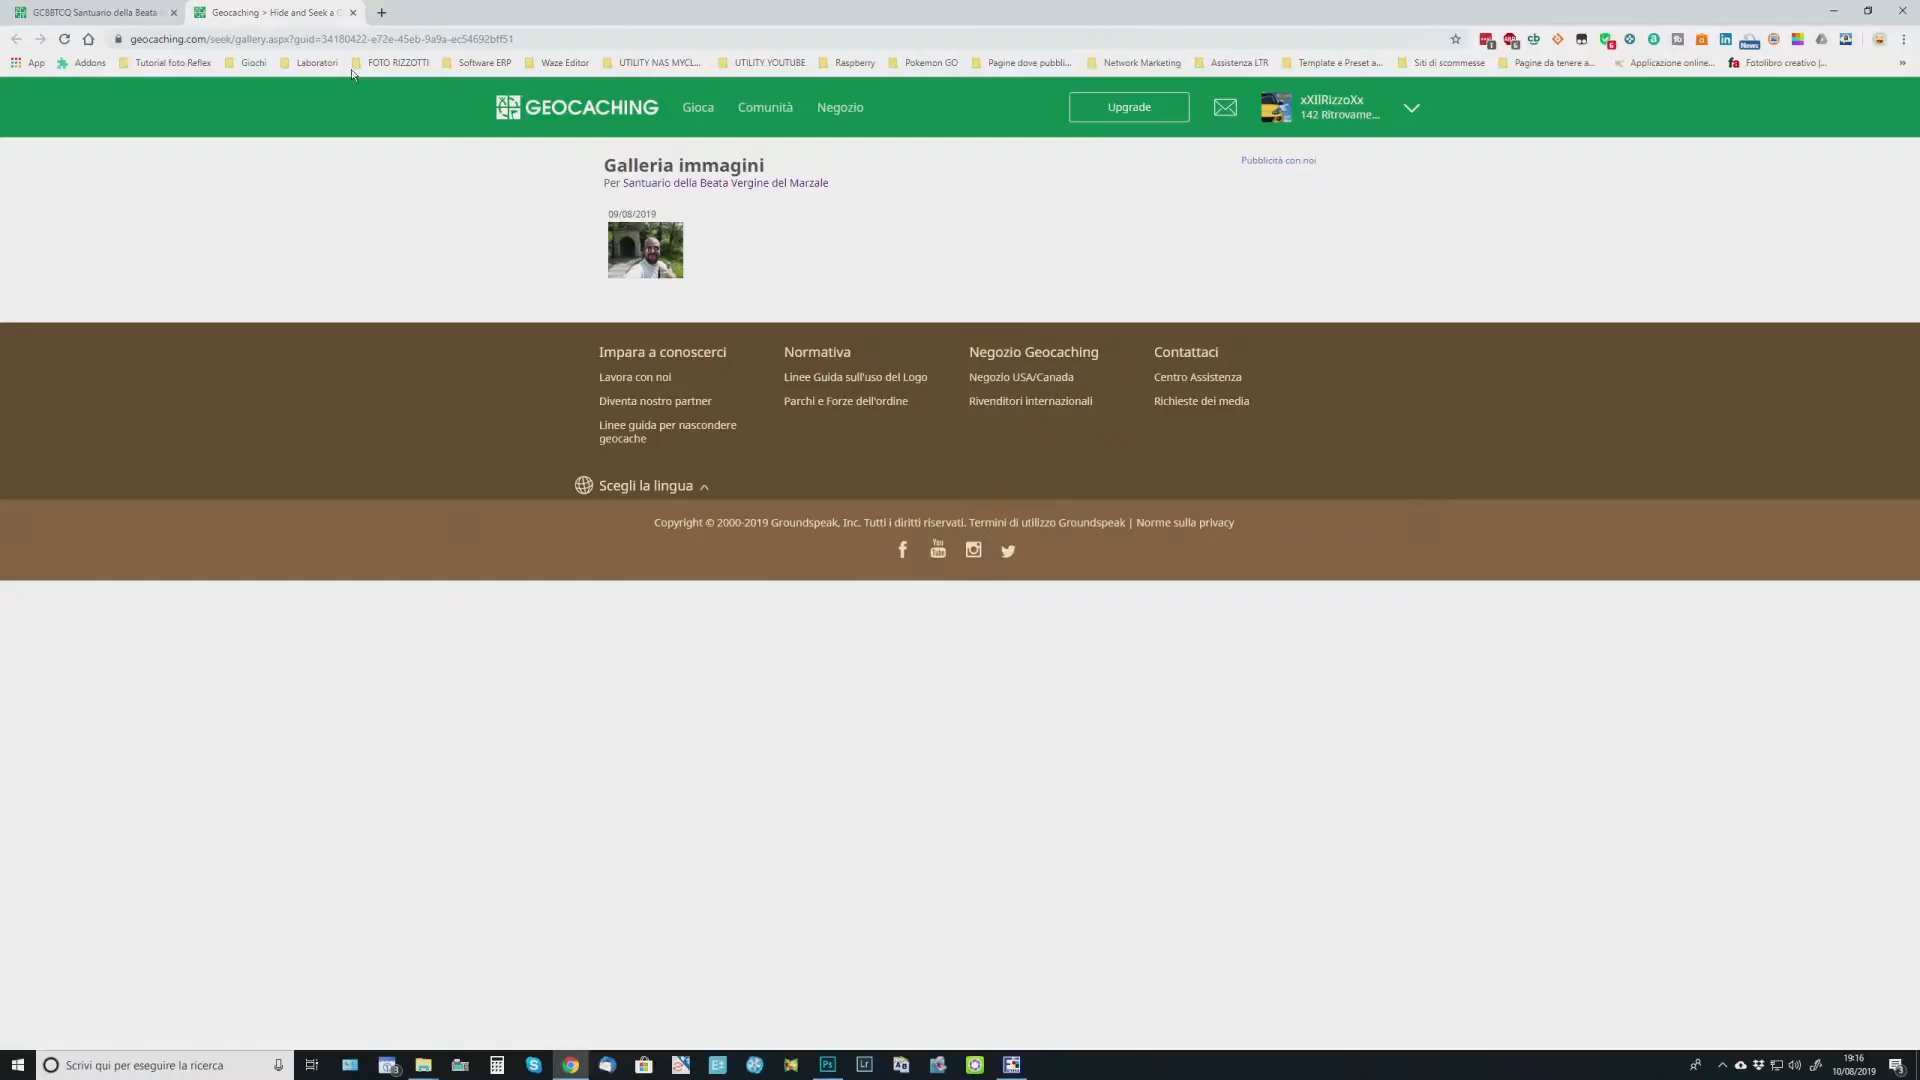 GC8BTCQ Santuario della Beata
Geocaching > Hide and Seek a
geocaching.com/seek/gallery.aspx?guid=34180422-e72e-45eb-9a9a-ec54692bff51
App
Addons
Tutorial foto Reflex
Giochi
Laboratori
FOTO RIZZOTTI
Software ERP
Waze Editor
UTILITY NAS MYCL...
UTILITY YOUTUBE
Raspberry
Pokemon GO
Pagine dove pubbli...
Network Marketing
Assistenza LTR
Template e Preset a...
Siti di scommesse
Pagine da tenere a...
Applicazione online...
Fotolibro creativo |...
GEOCACHING
Gioca
Comunità
Negozio
Upgrade
xXIlRizzoXx
142 Ritrovame...
Galleria immagini
Per Santuario della Beata Vergine del Marzale
Pubblicità con noi
09/08/2019
Impara a conoscerci
Lavora con noi
Diventa nostro partner
Linee guida per nascondere
geocache
Normativa
Linee Guida sull'uso del Logo
Parchi e Forze dell'ordine
Negozio Geocaching
Negozio USA/Canada
Rivenditori internazionali
Contattaci
Centro Assistenza
Richieste dei media
Scegli la lingua
Copyright © 2000-2019 Groundspeak, Inc. Tutti i diritti riservati. Termini di utilizzo Groundspeak | Norme sulla privacy
Scrivi qui per eseguire la ricerca
19:16
10/08/2019